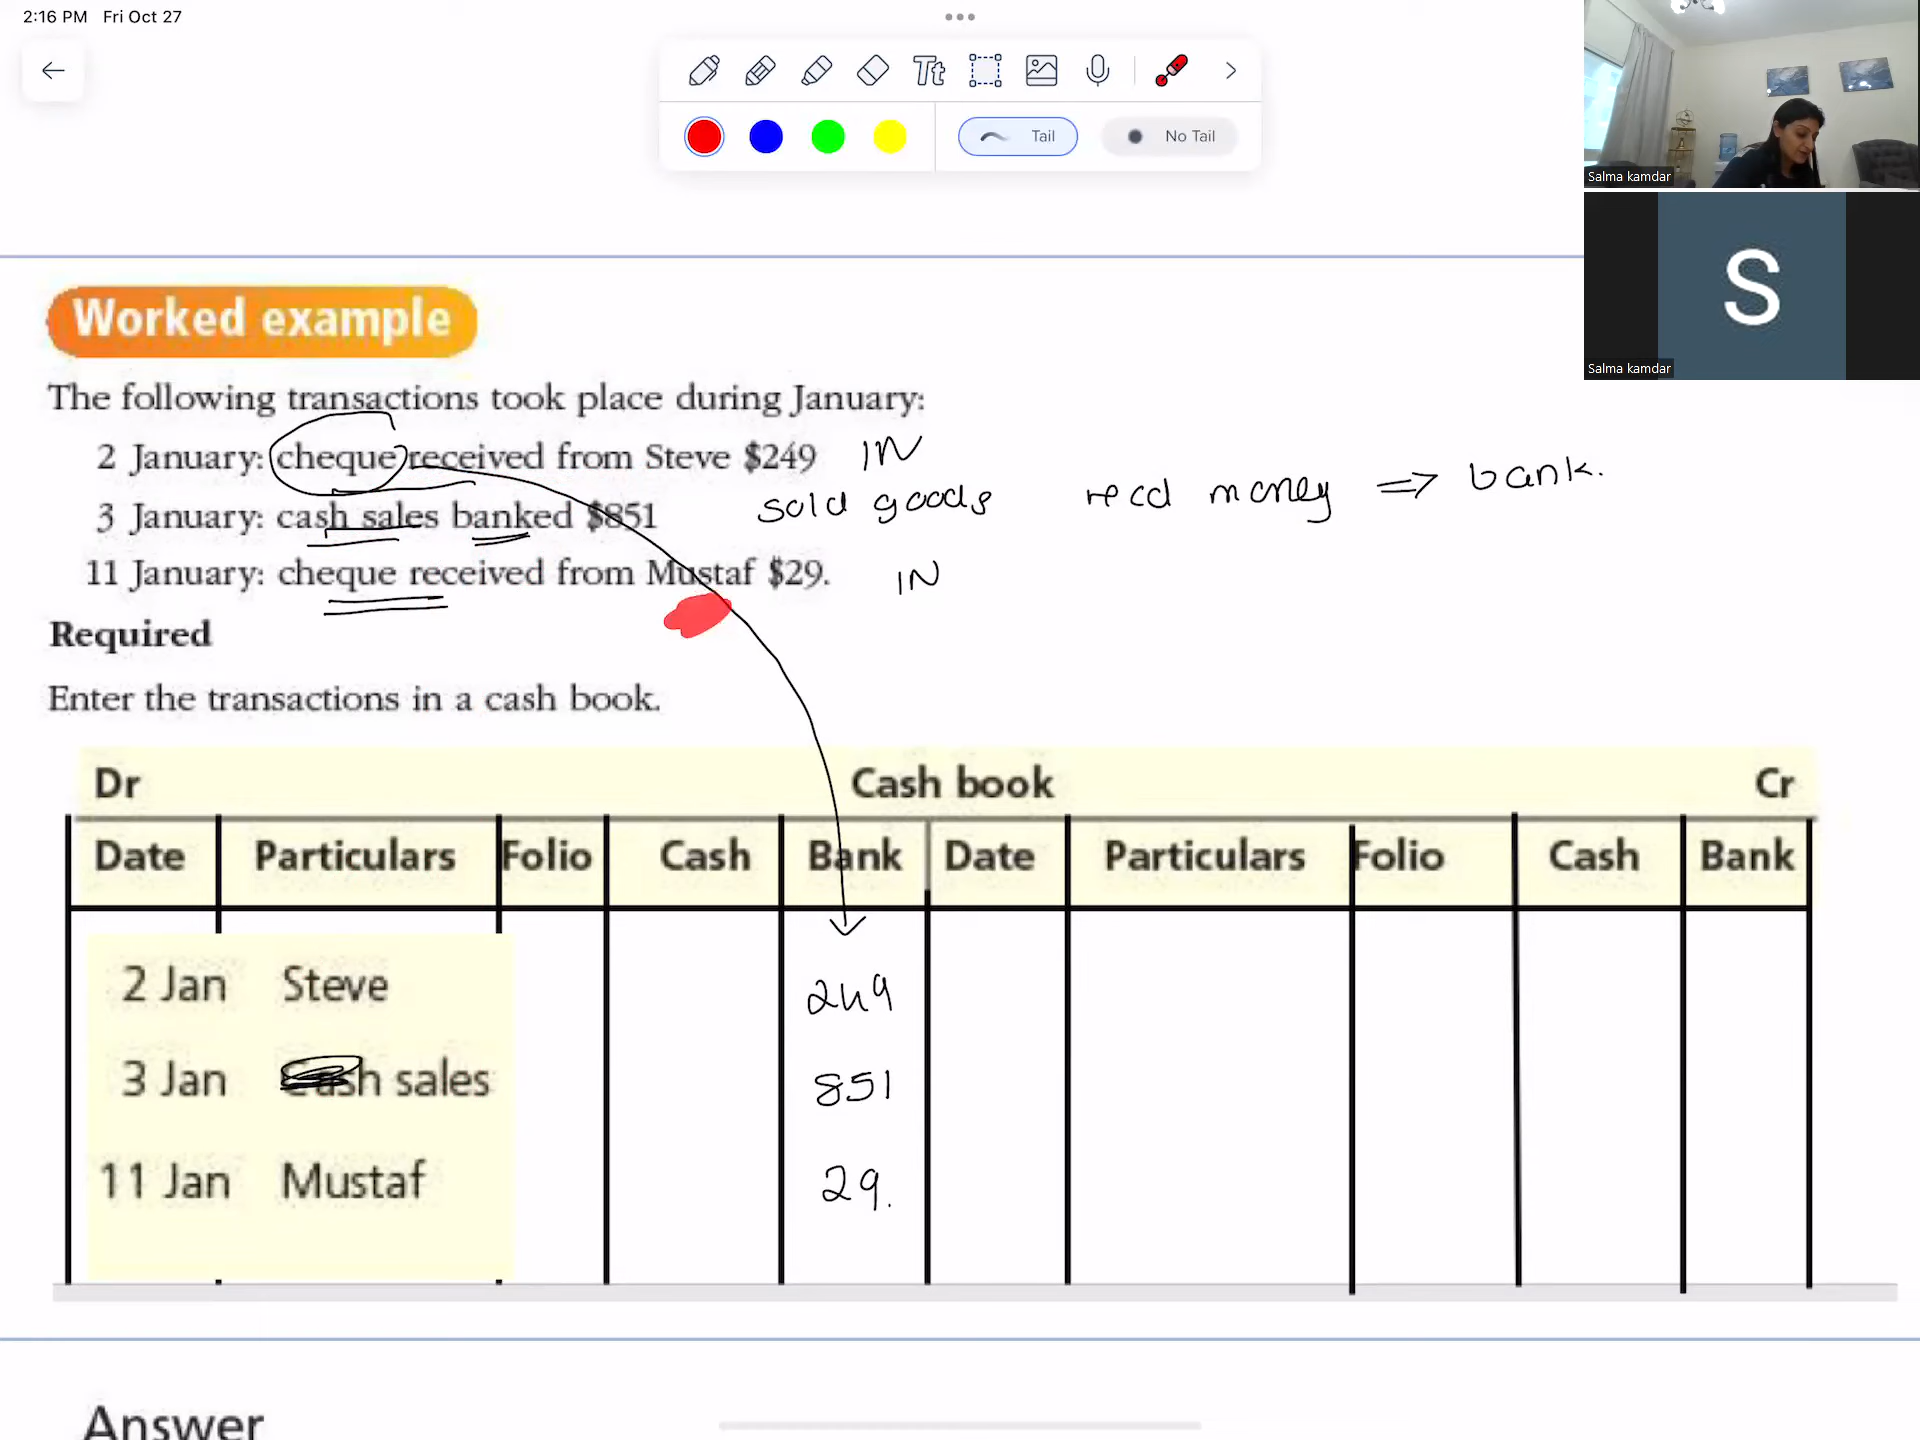 2:16 PM Fri Oct 27
Tt
Tail No Tail
Salma kamdar
S
Salma kamdar
Worked example
The following transactions took place during January:
2 January: cheque received from Steve $249 IN
sold goods recd money => bank.
3 January: cash sales banked $851
11 January: cheque received from Mustaf $29. IN
Required
Enter the transactions in a cash book.
Dr Cash book Cr
Date Particulars Folio Cash Bank Date Particulars Folio Cash Bank
2 Jan Steve 249
3 Jan Cash sales 851
11 Jan Mustaf 29.
Answer